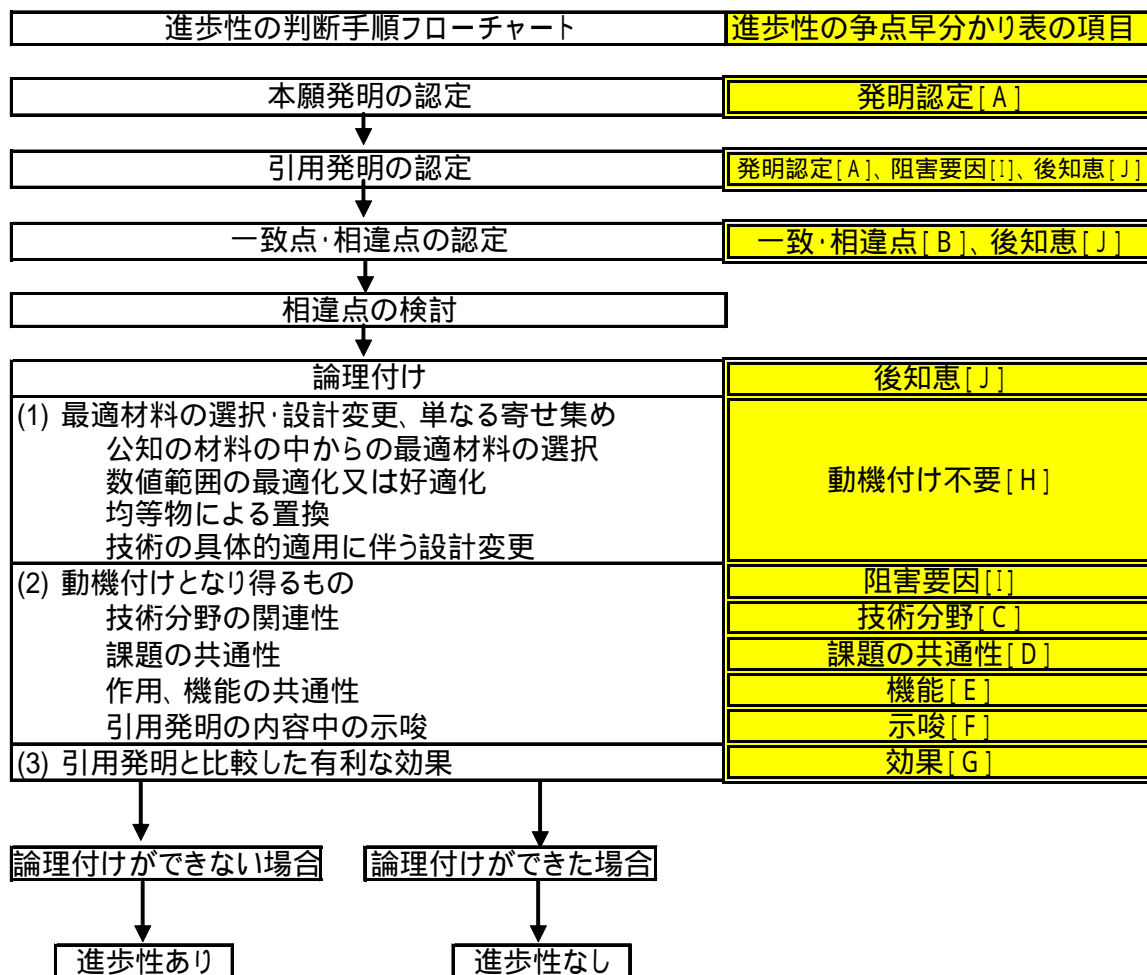 進歩性の判断手順フローチャート 進歩性の争点早分かり表の項目
本願発明の認定 発明認定[A]
引用発明の認定 発明認定[A]、阻害要因[I]、後知恵[J]
一致点・相違点の認定 一致・相違点[B]、後知恵[J]
相違点の検討
論理付け 後知恵[J]
(1) 最適材料の選択・設計変更、単なる寄せ集め
公知の材料の中からの最適材料の選択
数値範囲の最適化又は好適化
均等物による置換
技術の具体的適用に伴う設計変更
動機付け不要[H]
(2) 動機付けとなり得るもの 阻害要因[I]
技術分野の関連性 技術分野[C]
課題の共通性 課題の共通性[D]
作用、機能の共通性 機能[E]
引用発明の内容中の示唆 示唆[F]
(3) 引用発明と比較した有利な効果 効果[G]
論理付けができない場合 論理付けができた場合
進歩性あり 進歩性なし